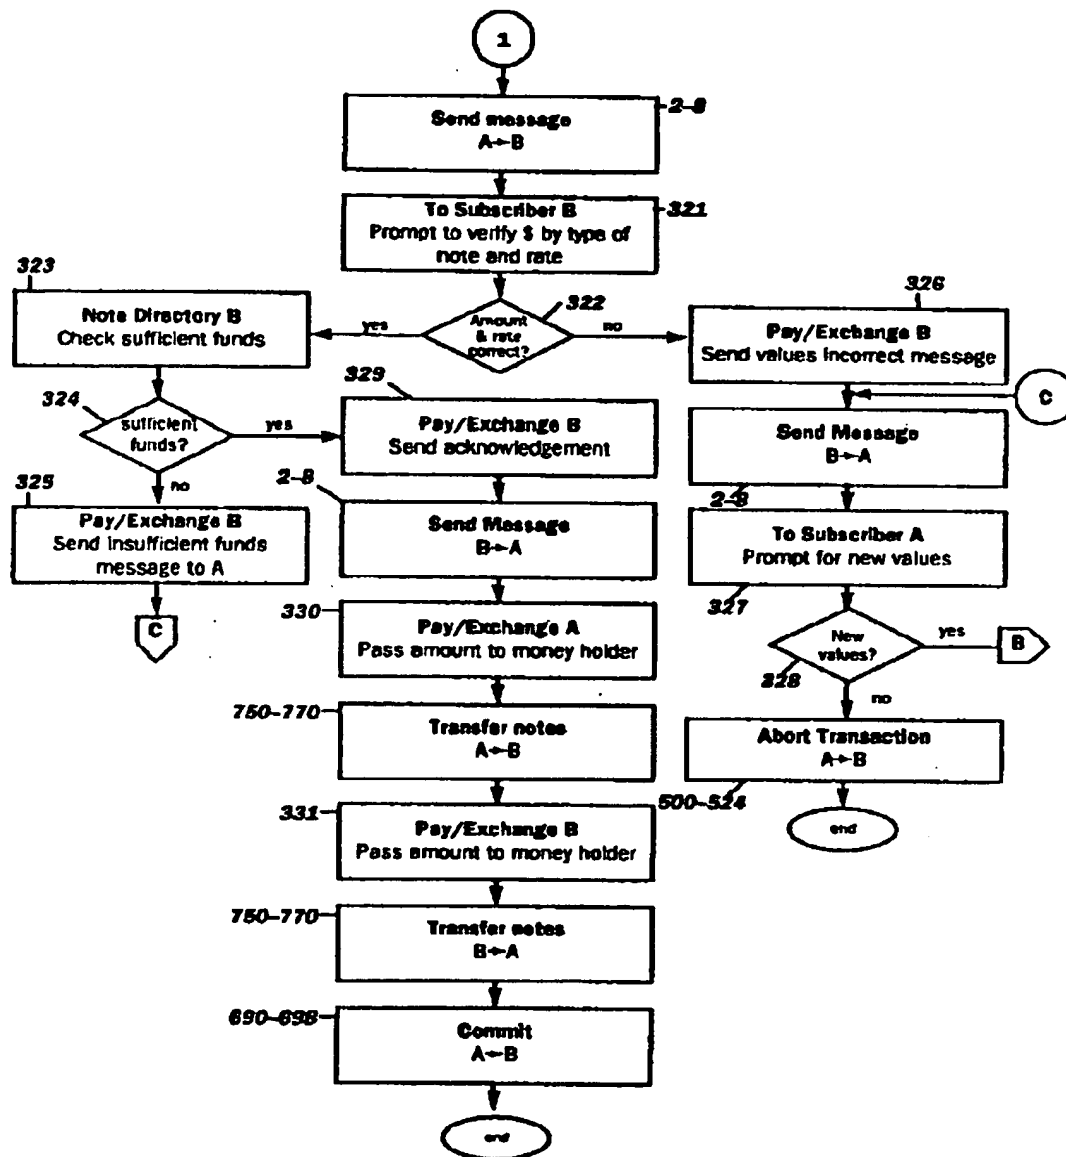 1
Send message
A→B
2-8
To Subscriber B
Prompt to verify $ by type of
note and rate
321
Amount
& rate
correct?
322
yes
no
323
Note Directory B
Check sufficient funds
324
sufficient
funds?
yes
no
325
Pay/Exchange B
Send insufficient funds
message to A
C
326
Pay/Exchange B
Send values incorrect message
C
Send Message
B→A
2-8
To Subscriber A
Prompt for new values
327
New
values?
328
yes
B
no
Abort Transaction
A→B
500-524
end
329
Pay/Exchange B
Send acknowledgement
2-8
Send Message
B→A
330
Pay/Exchange A
Pass amount to money holder
750-770
Transfer notes
A→B
331
Pay/Exchange B
Pass amount to money holder
750-770
Transfer notes
B→A
690-698
Commit
A→B
end